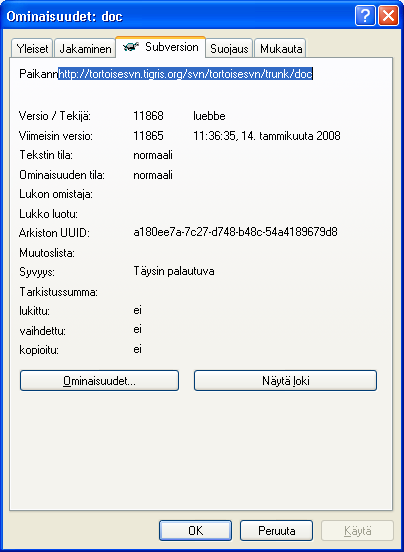 Ominaisuudet: doc
Yleiset Jakaminen Subversion Suojaus Mukauta
Paikann http://tortoisesvn.tigris.org/svn/tortoisesvn/trunk/doc
Versio / Tekijä: 11868 luebbe
Viimeisin versio: 11865 11:36:35, 14. tammikuuta 2008
Tekstin tila: normaali
Ominaisuuden tila: normaali
Lukon omistaja:
Lukko luotu:
Arkiston UUID: a180ee7a-7c27-d748-b48c-54a4189679d8
Muutoslista:
Syvyys: Täysin palautuva
Tarkistussumma:
lukittu: ei
vaihdettu: ei
kopioitu: ei
Ominaisuudet... Näytä loki
OK Peruuta Käytä